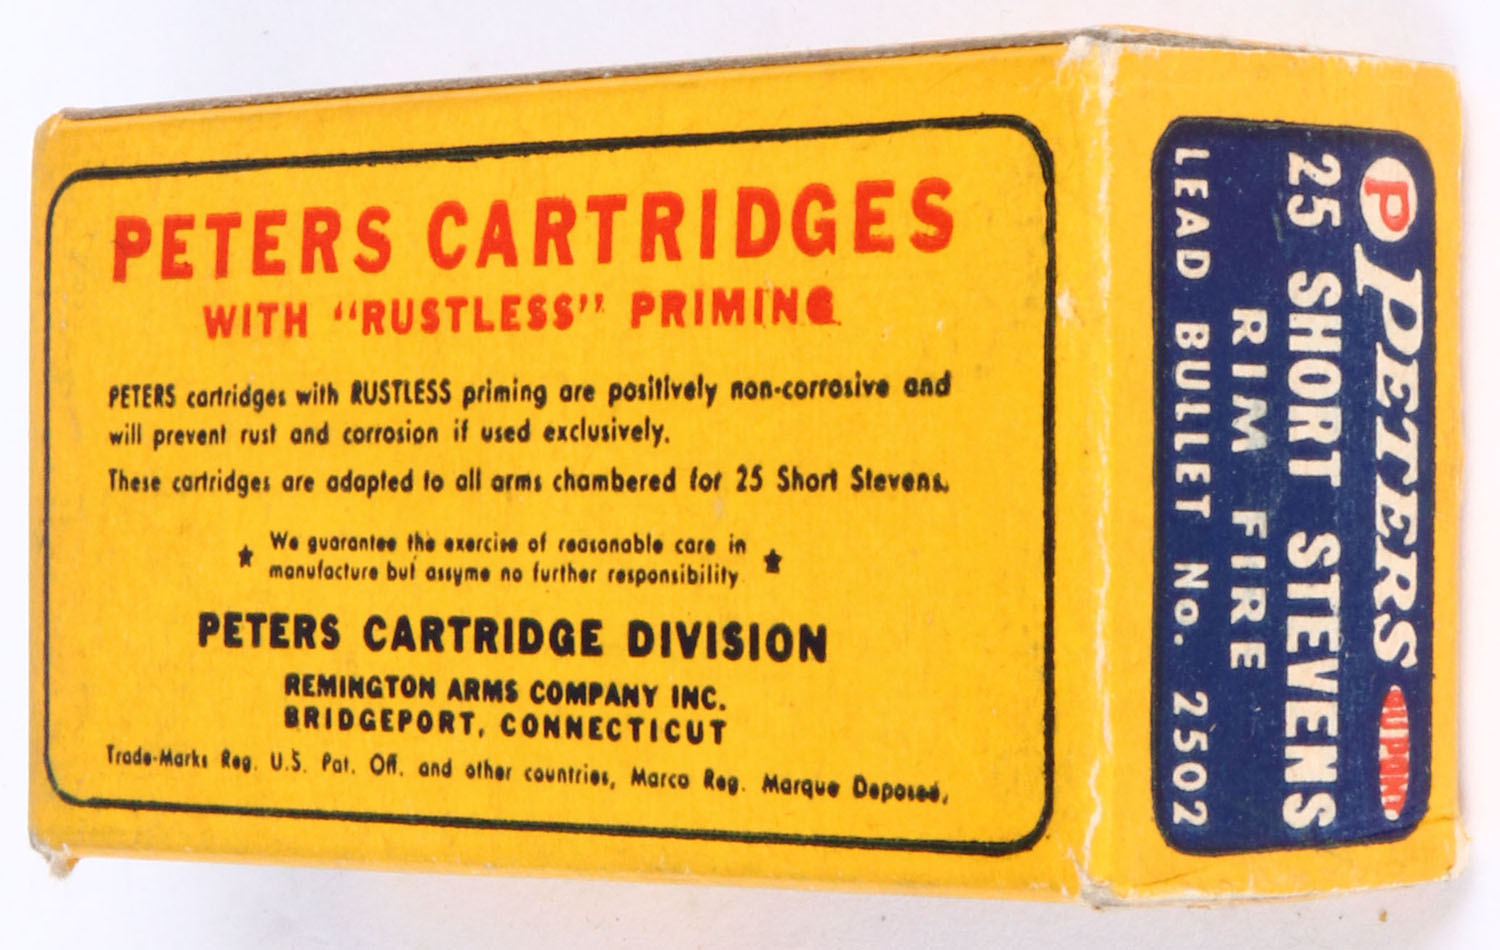 PETERS CARTRIDGES
WITH "RUSTLESS" PRIMING
PETERS cartridges with RUSTLESS priming are positively non-corrosive and
will prevent rust and corrosion if used exclusively.
These cartridges are adapted to all arms chambered for 25 Short Stevens.
★ We guarantee the exercise of reasonable care in ★
manufacture but assume no further responsibility
PETERS CARTRIDGE DIVISION
REMINGTON ARMS COMPANY INC.
BRIDGEPORT, CONNECTICUT
Trade-Marks Reg. U.S. Pat. Off. and other countries, Marca Reg. Marque Deposee,
P PETERS DUPONT
25 SHORT STEVENS
RIM FIRE
LEAD BULLET No. 2502